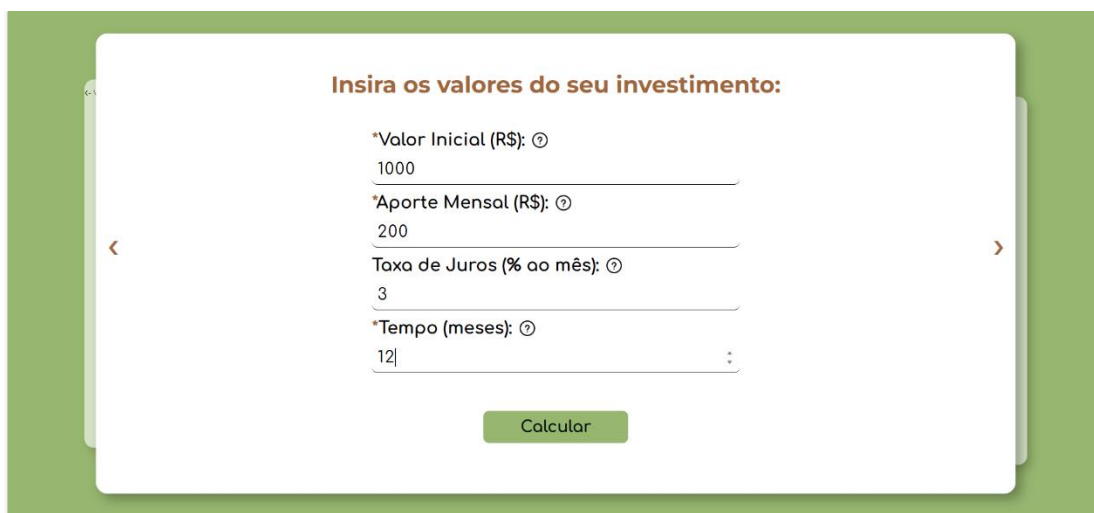 Insira os valores do seu investimento:
*Valor Inicial (R$): ?
1000
*Aporte Mensal (R$): ?
200
Taxa de Juros (% ao mês): ?
3
*Tempo (meses): ?
12
Calcular